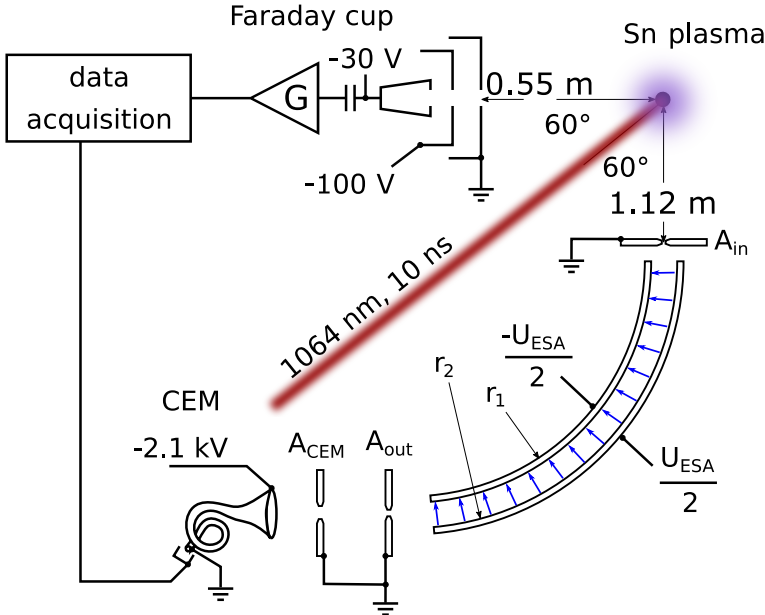 Faraday cup
Sn plasma
data
acquisition
G
-30 V
-100 V
0.55 m
60°
60°
1.12 m
A_in
1064 nm, 10 ns
-U_ESA
2
r_2
r_1
CEM
-2.1 kV
A_CEM
A_out
U_ESA
2